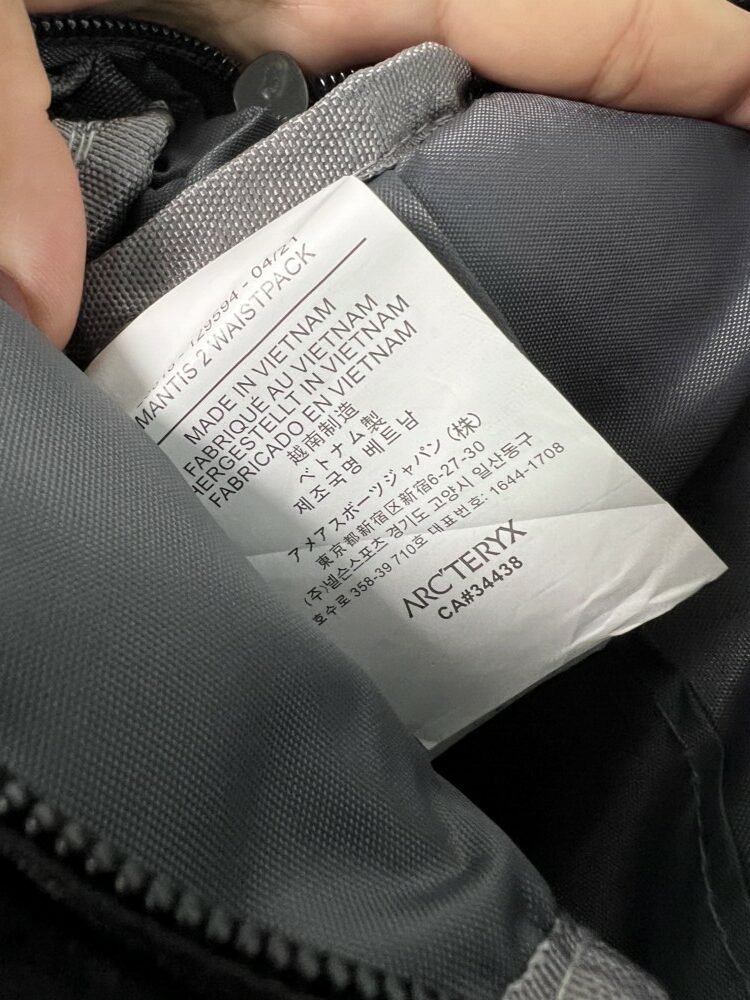 129594 - 04/21
MANTIS 2 WAISTPACK
MADE IN VIETNAM
FABRIQUÉ AU VIETNAM
HERGESTELLT IN VIETNAM
FABRICADO EN VIETNAM
越南制造
ベトナム製
제조국명 베트남
アメアスポーツジャパン (株)
東京都新宿区新宿6-27-30
(주)넬슨스포츠 경기도 고양시 일산동구
호수로 358-39 710호 대표번호: 1644-1708
ARC'TERYX
CA#34438